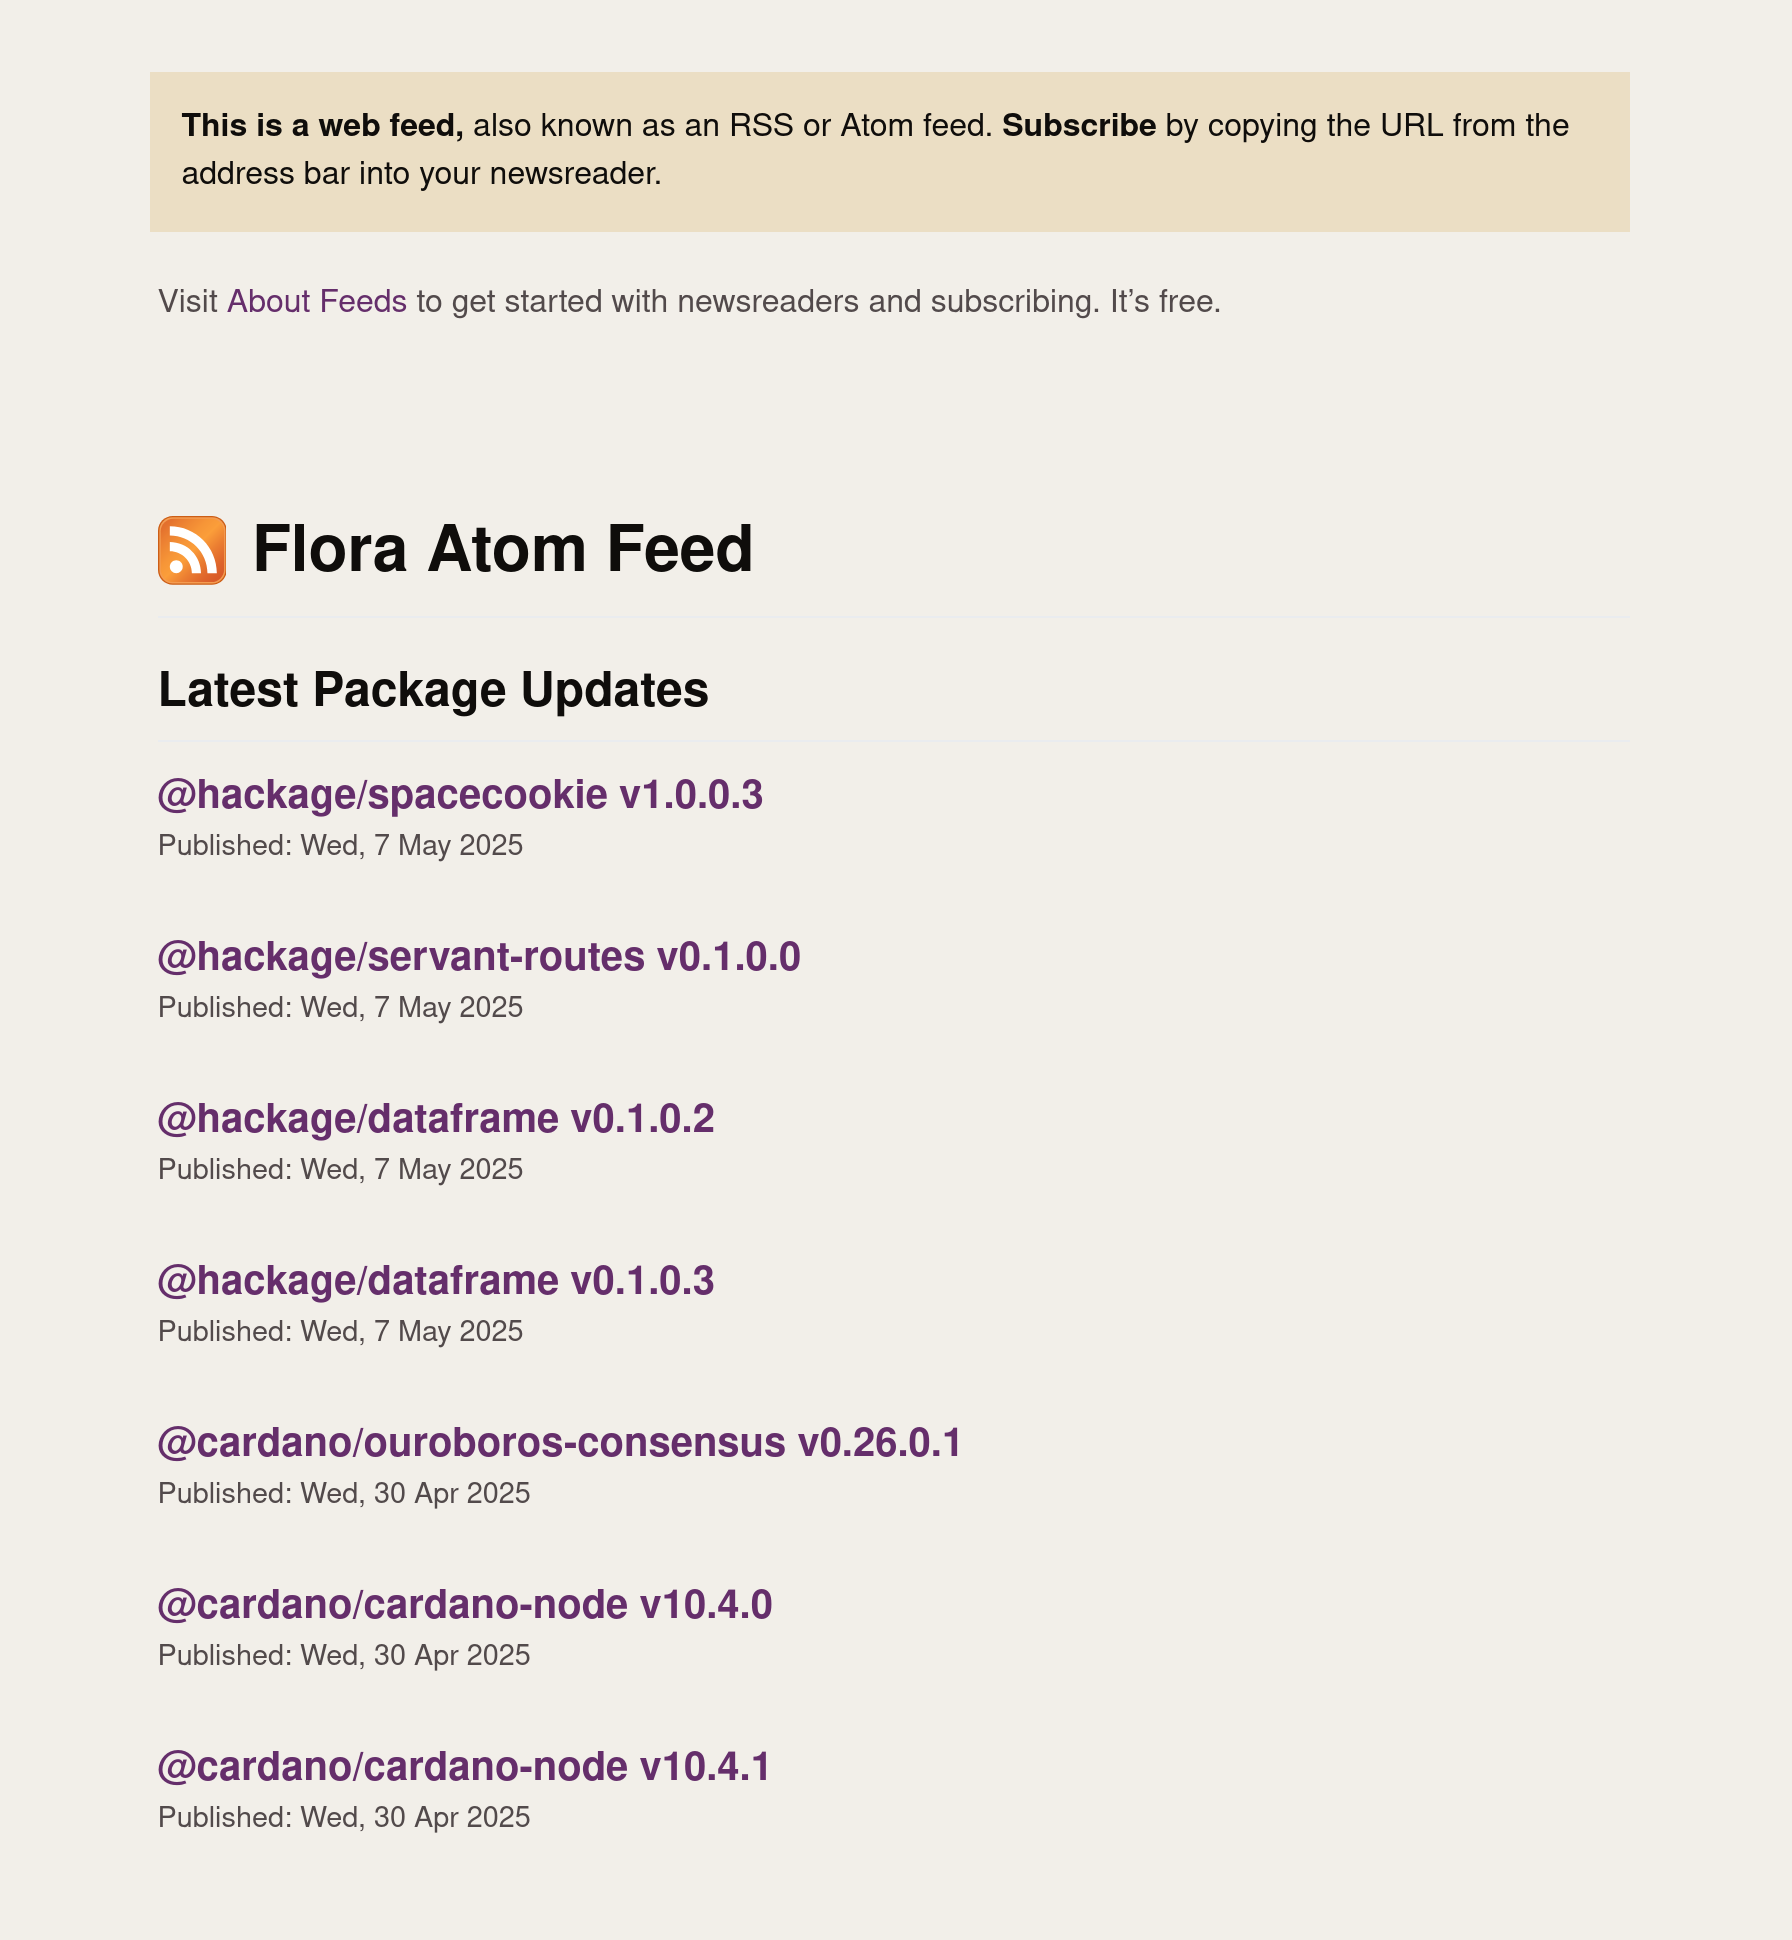 This is a web feed, also known as an RSS or Atom feed. Subscribe by copying the URL from the
address bar into your newsreader.
Visit About Feeds to get started with newsreaders and subscribing. It’s free.
Flora Atom Feed
Latest Package Updates
@hackage/spacecookie v1.0.0.3
Published: Wed, 7 May 2025
@hackage/servant-routes v0.1.0.0
Published: Wed, 7 May 2025
@hackage/dataframe v0.1.0.2
Published: Wed, 7 May 2025
@hackage/dataframe v0.1.0.3
Published: Wed, 7 May 2025
@cardano/ouroboros-consensus v0.26.0.1
Published: Wed, 30 Apr 2025
@cardano/cardano-node v10.4.0
Published: Wed, 30 Apr 2025
@cardano/cardano-node v10.4.1
Published: Wed, 30 Apr 2025